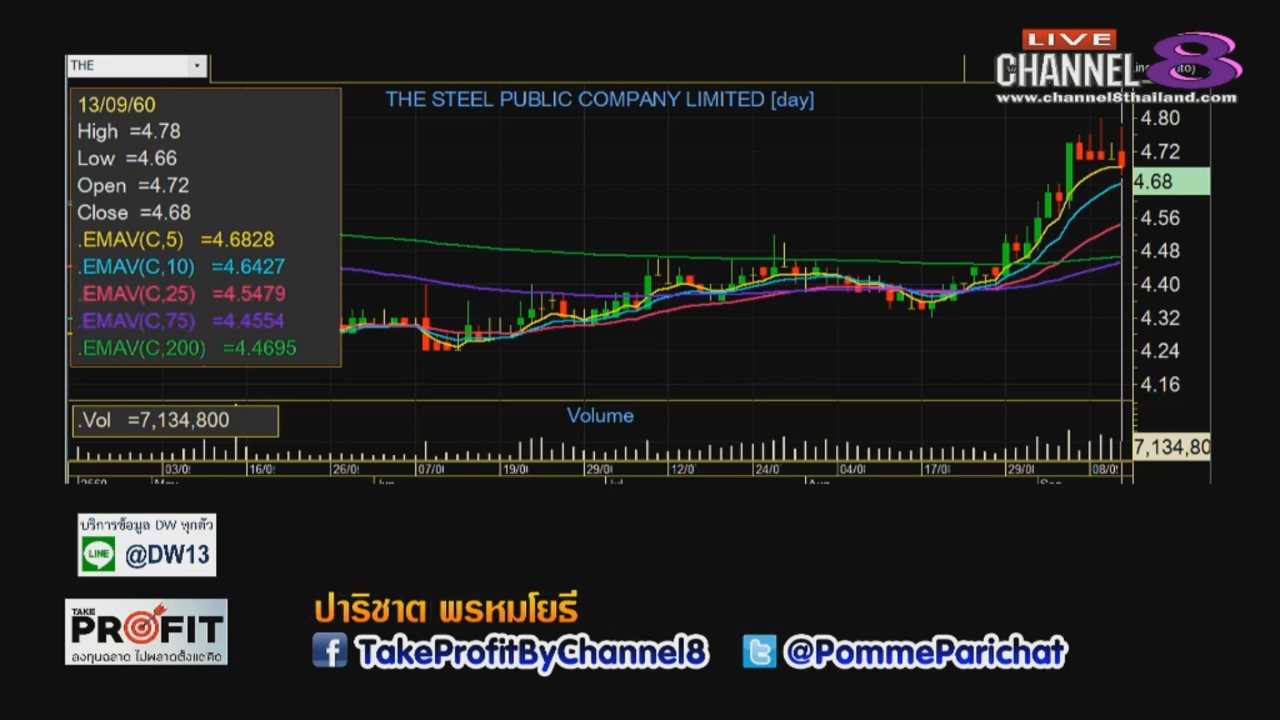 LIVE
CHANNEL 8
www.channel8thailand.com
THE
THE STEEL PUBLIC COMPANY LIMITED [day]
13/09/60
High =4.78
Low =4.66
Open =4.72
Close =4.68
.EMAV(C,5) =4.6828
.EMAV(C,10) =4.6427
.EMAV(C,25) =4.5479
.EMAV(C,75) =4.4554
.EMAV(C,200) =4.4695
4.80
4.72
4.68
4.56
4.48
4.40
4.32
4.24
4.16
.Vol =7,134,800
Volume
7,134,80
03/0 16/0 26/0 07/0 19/0 29/0 12/0 24/0 04/0 17/0 29/0 08/0
บริการข้อมูล DW ทุกตัว
LINE @DW13
TAKE
PROFIT
ลงทุนฉลาด ไม่พลาดตั้งแต่คิด
ปาริชาต พรหมโยธี
TakeProfitByChannel8 @PommeParichat